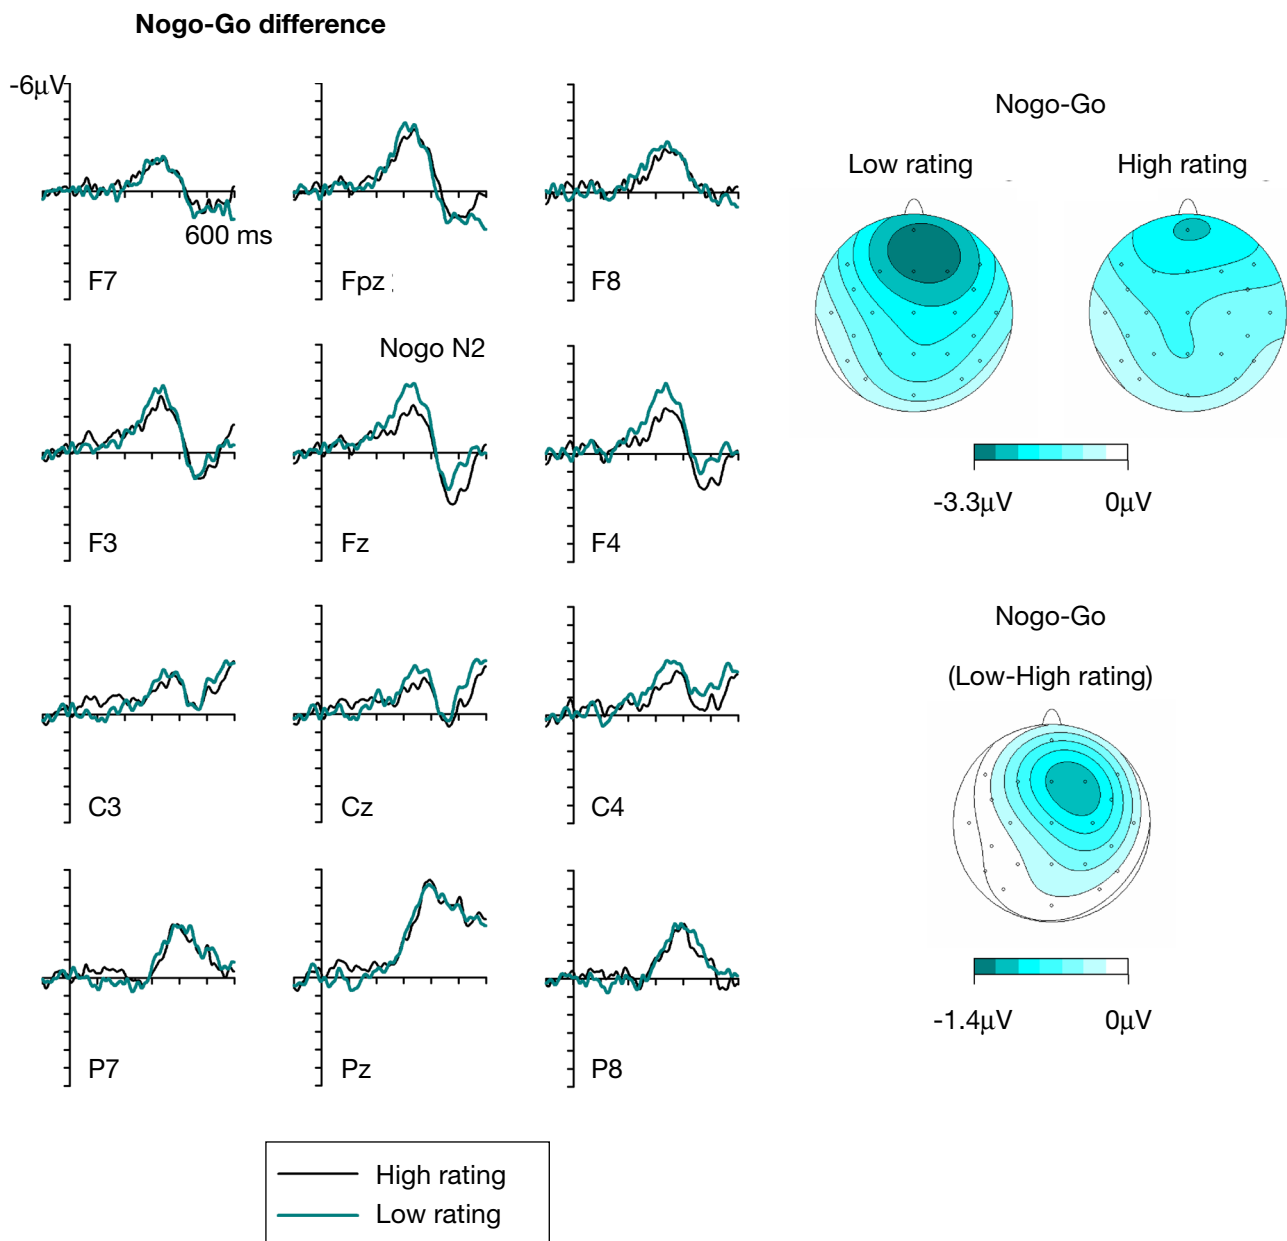 Nogo-Go difference
-6µV
600 ms
F7
Fpz :
F8
Nogo N2
F3
Fz
F4
C3
Cz
C4
P7
Pz
P8
High rating
Low rating
Nogo-Go
Low rating
High rating
-3.3µV
0µV
Nogo-Go
(Low-High rating)
-1.4µV
0µV